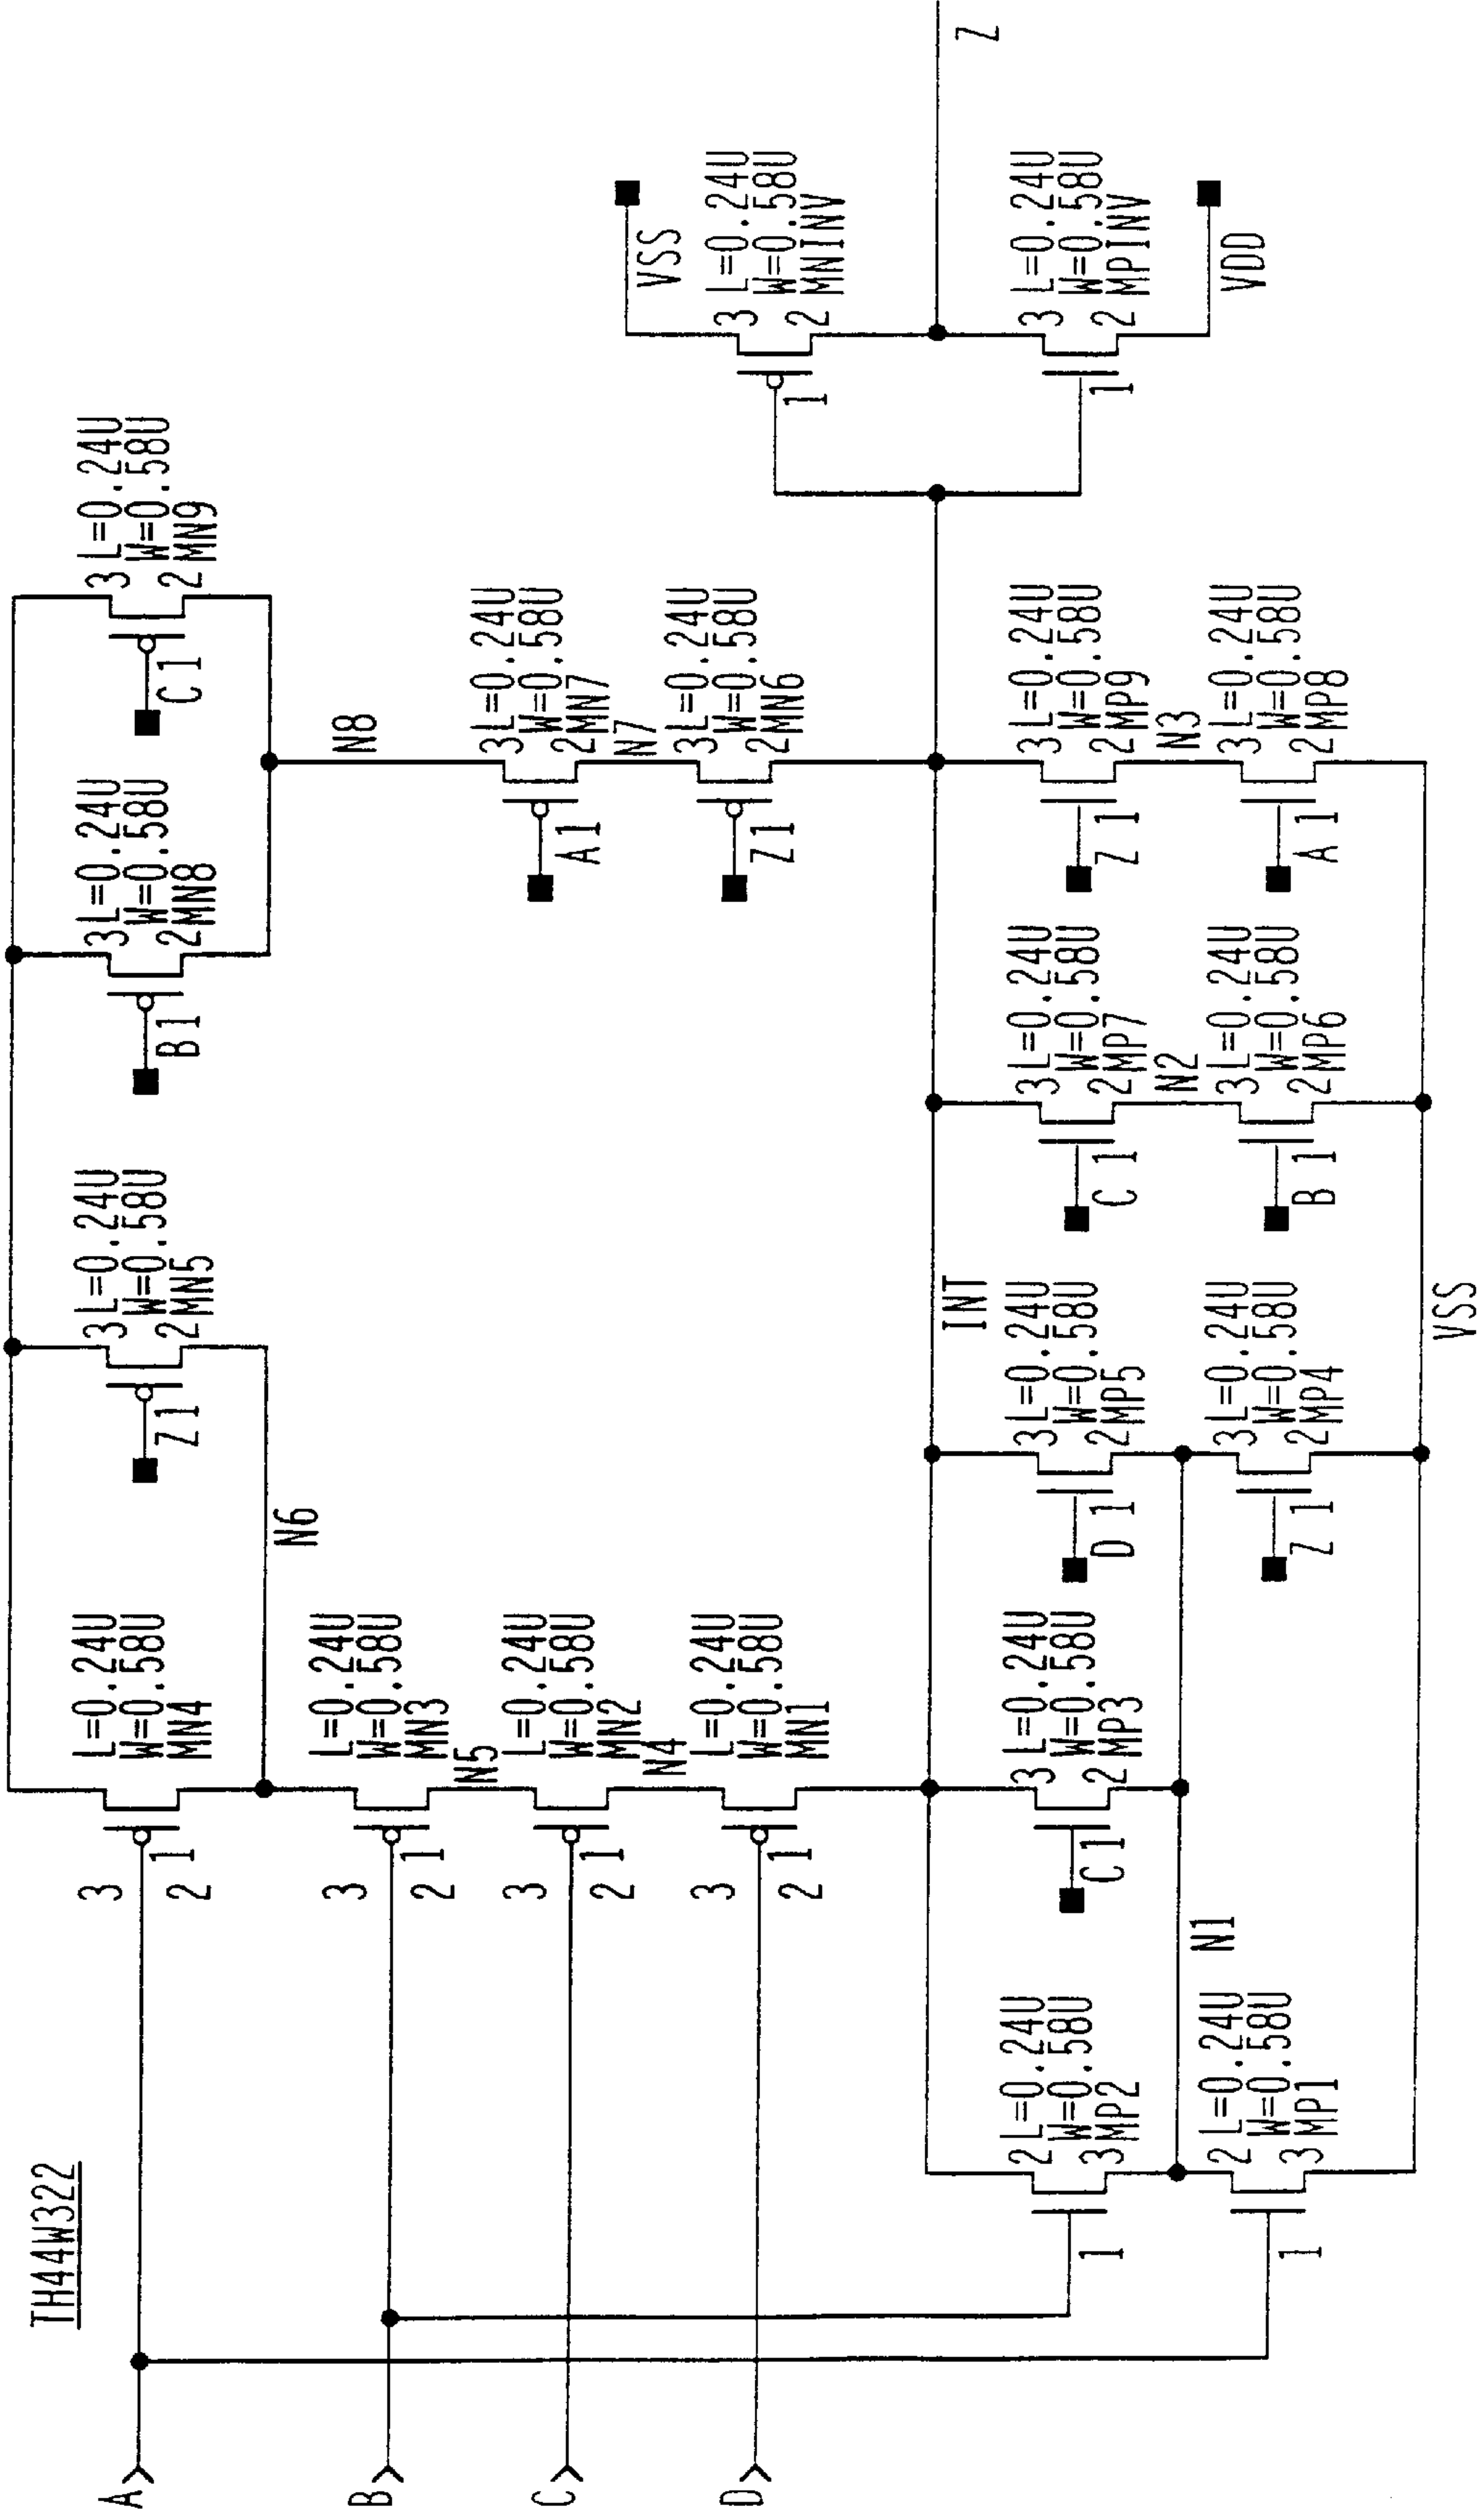 TH44W322
A
B
C
D
3
1
2
L=0.24U
W=0.58U
MN4
3
1
2
L=0.24U
W=0.58U
MN3
N5
3
1
2
L=0.24U
W=0.58U
MN2
N4
3
1
2
L=0.24U
W=0.58U
MN1
N6
Z1
3
2
L=0.24U
W=0.58U
MN5
B1
3
2
L=0.24U
W=0.58U
MN8
C1
3
2
L=0.24U
W=0.58U
MN9
N8
A1
3
2
L=0.24U
W=0.58U
MN7
N7
Z1
3
2
L=0.24U
W=0.58U
MN6
1
2
3
L=0.24U
W=0.58U
MP2
1
2
3
L=0.24U
W=0.58U
MP1
N1
C1
3
2
L=0.24U
W=0.58U
MP3
D 1
3
2
L=0.24U
W=0.58U
MP5
Z 1
3
2
L=0.24U
W=0.58U
MP4
INT
VSS
C 1
3
2
L=0.24U
W=0.58U
MP7
N2
B 1
3
2
L=0.24U
W=0.58U
MP6
Z 1
3
2
L=0.24U
W=0.58U
MP9
N3
A 1
3
2
L=0.24U
W=0.58U
MP8
VSS
1
3
2
L=0.24U
W=0.58U
MNINV
1
3
2
L=0.24U
W=0.58U
MPINV
VDD
Z